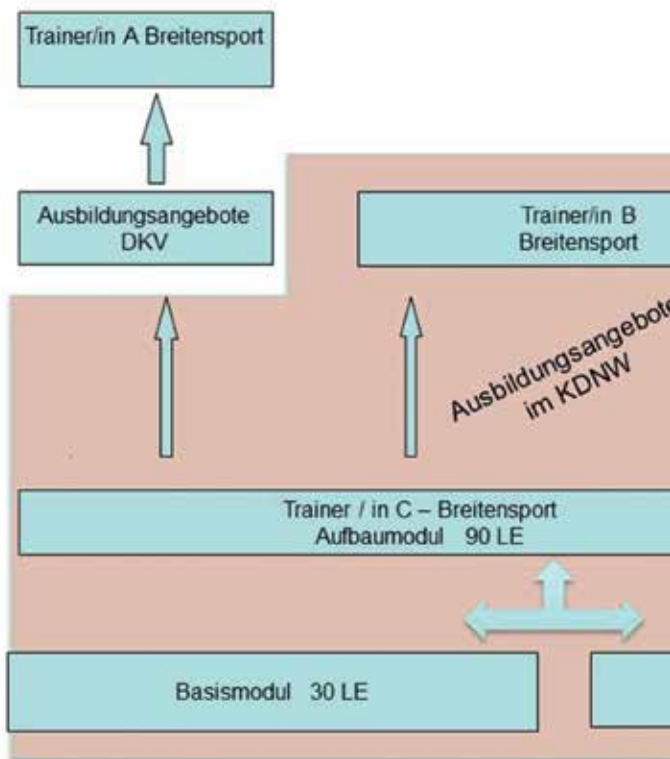 Trainer/in A Breitensport
Ausbildungsangebote
DKV
Trainer/in B
Breitensport
Ausbildungsangebote
im KDNW
Trainer / in C – Breitensport
Aufbaumodul 90 LE
Basismodul 30 LE